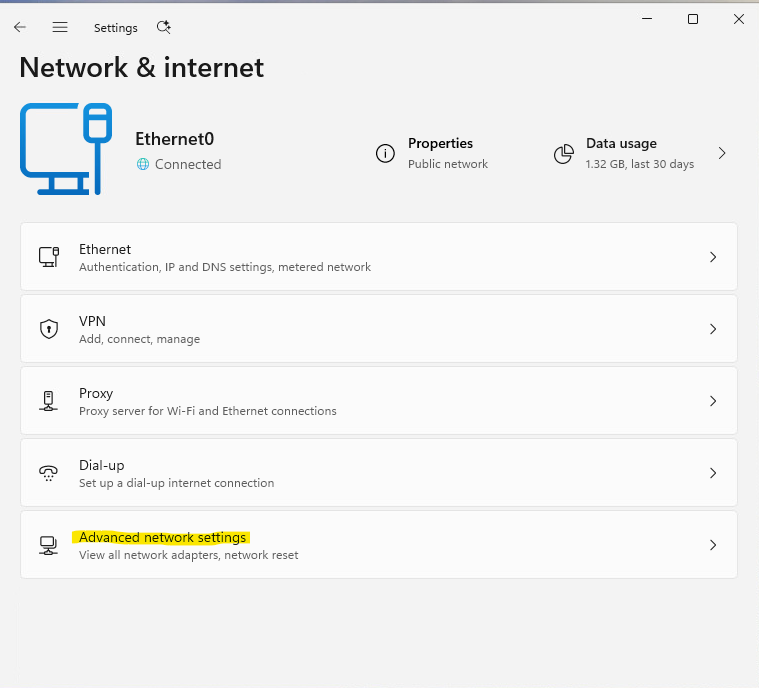 Settings
Network & internet
Ethernet0
Connected
Properties
Public network
Data usage
1.32 GB, last 30 days
Ethernet
Authentication, IP and DNS settings, metered network
VPN
Add, connect, manage
Proxy
Proxy server for Wi-Fi and Ethernet connections
Dial-up
Set up a dial-up internet connection
Advanced network settings
View all network adapters, network reset